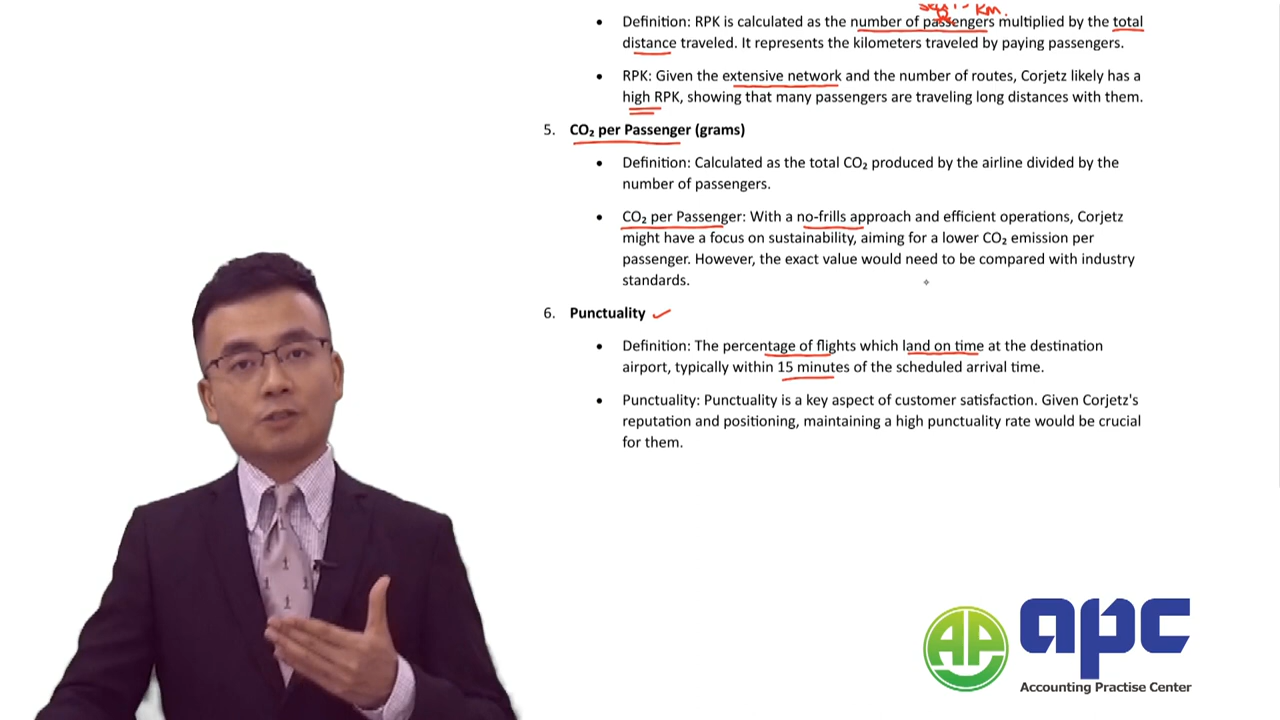 Km.
• Definition: RPK is calculated as the number of passengers multiplied by the total
distance traveled. It represents the kilometers traveled by paying passengers.
• RPK: Given the extensive network and the number of routes, Corjetz likely has a
high RPK, showing that many passengers are traveling long distances with them.
5. CO₂ per Passenger (grams)
• Definition: Calculated as the total CO₂ produced by the airline divided by the
number of passengers.
• CO₂ per Passenger: With a no-frills approach and efficient operations, Corjetz
might have a focus on sustainability, aiming for a lower CO₂ emission per
passenger. However, the exact value would need to be compared with industry
standards.
6. Punctuality
• Definition: The percentage of flights which land on time at the destination
airport, typically within 15 minutes of the scheduled arrival time.
• Punctuality: Punctuality is a key aspect of customer satisfaction. Given Corjetz's
reputation and positioning, maintaining a high punctuality rate would be crucial
for them.
AP apc
Accounting Practise Center